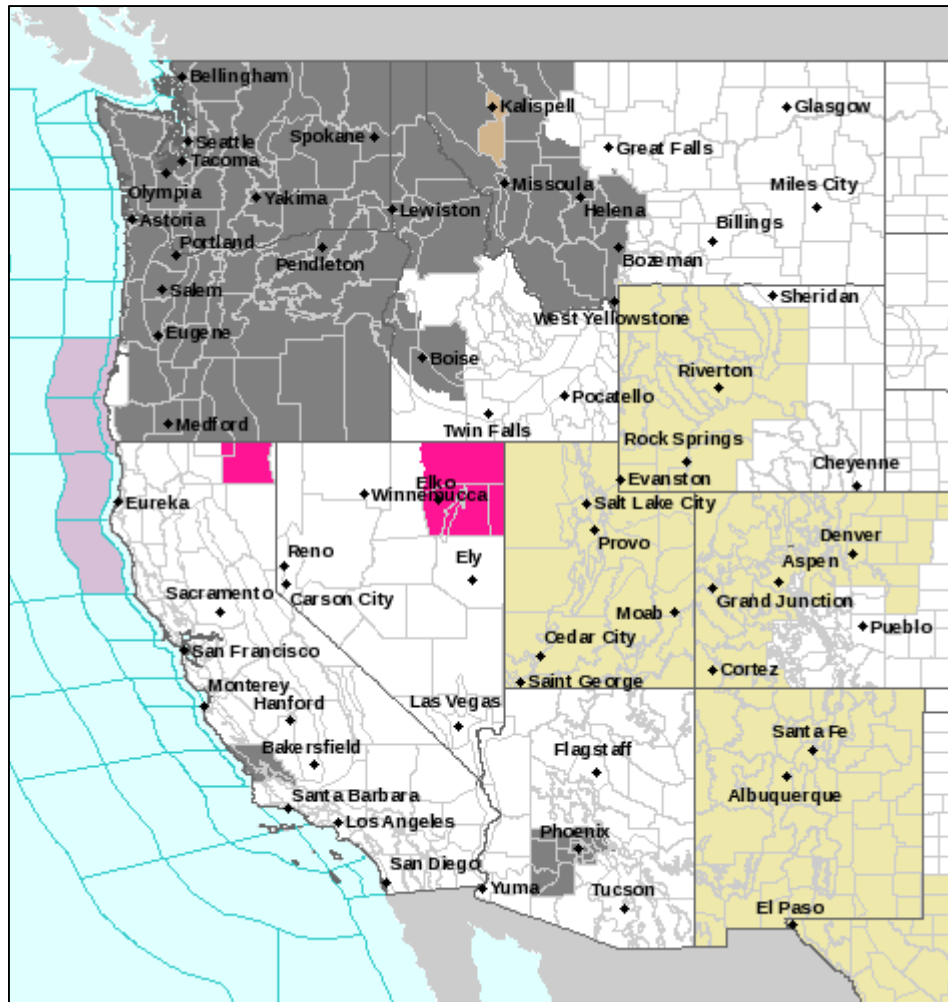 Bellingham
Kalispell
Glasgow
Seattle
Spokane
Great Falls
Tacoma
Olympia
Missoula
Miles City
Yakima
Helena
Lewiston
Astoria
Portland
Billings
Pendleton
Bozeman
Salem
Sheridan
West Yellowstone
Eugene
Boise
Riverton
Pocatello
Medford
Twin Falls
Rock Springs
Cheyenne
Elko
Evanston
Winnemucca
Eureka
Salt Lake City
Denver
Provo
Reno
Ely
Aspen
Sacramento
Carson City
Grand Junction
Moab
Pueblo
Cedar City
San Francisco
Cortez
Saint George
Monterey
Hanford
Las Vegas
Santa Fe
Bakersfield
Flagstaff
Albuquerque
Santa Barbara
Los Angeles
Phoenix
San Diego
Yuma
Tucson
El Paso